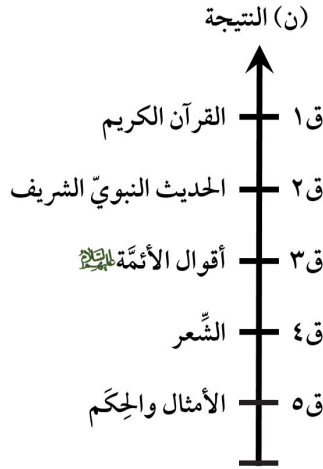 (ن) النتيجة
ق١ القرآن الكريم
ق٢ الحديث النبويّ الشريف
ق٣ أقوال الأئمَّة عليهم السلام
ق٤ الشِّعر
ق٥ الأمثال والحِكَم